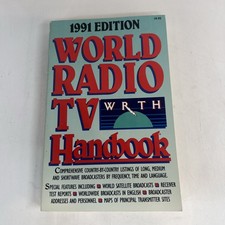 1991 EDITION
WORLD
RADIO
TV
WRTH
Handbook
COMPREHENSIVE COUNTRY-BY-COUNTRY LISTINGS OF LONG, MEDIUM
AND SHORTWAVE BROADCASTERS BY FREQUENCY, TIME AND LANGUAGE.
SPECIAL FEATURES INCLUDING ■ WORLD SATELLITE BROADCASTS ■ RECEIVER
TEST REPORTS ■ WORLDWIDE BROADCASTS IN ENGLISH ■ BROADCASTER
ADDRESSES AND PERSONNEL ■ MAPS OF PRINCIPAL TRANSMITTER SITES